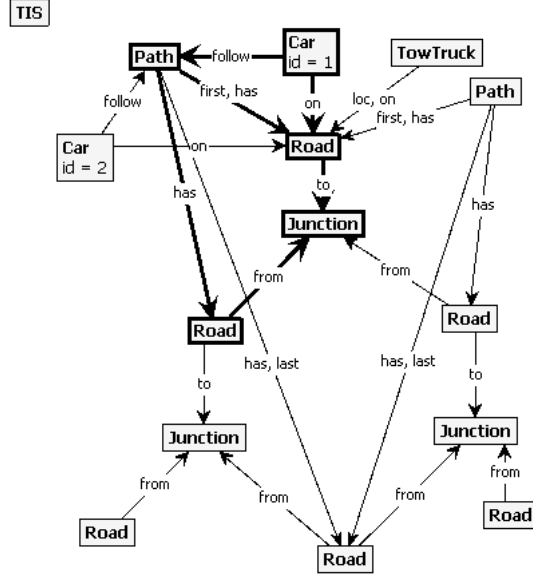 TIS
Path
follow
Car
id = 1
TowTruck
first, has
loc, on
Path
follow
on
first, has
Car
id = 2
on
Road
has
to,
has
Junction
from
from
Road
Road
to
has, last
has, last
to
Junction
Junction
from
from
from
from
Road
Road
Road